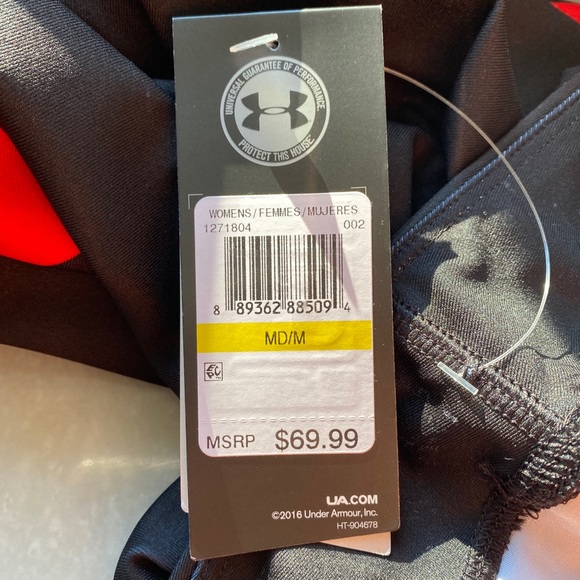 UNIVERSAL GUARANTEE OF PERFORMANCE
PROTECT THIS HOUSE
WOMENS/FEMMES/MUJERES
1271804 002
8 89362 88509 4
MD/M
MSRP $69.99
UA.COM
©2016 Under Armour, Inc.
HT-904678